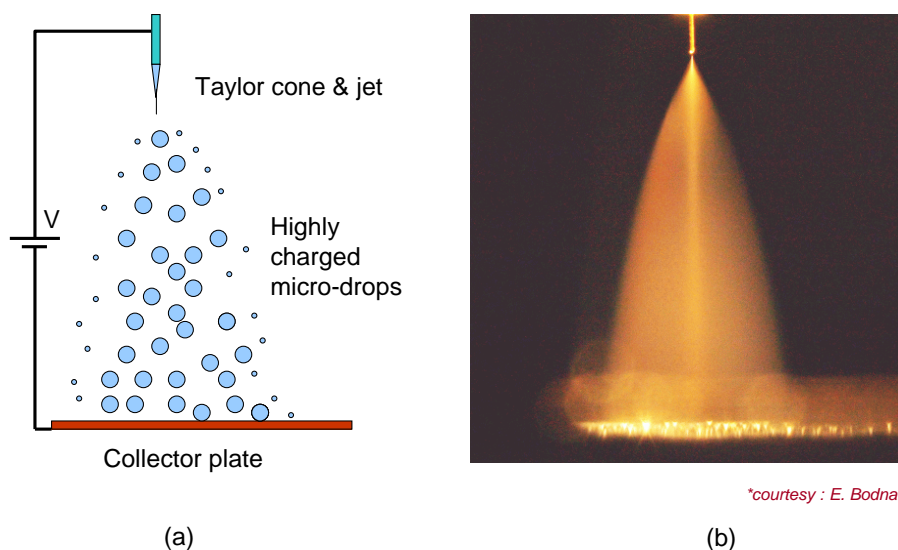 Taylor cone & jet
V
Highly
charged
micro-drops
Collector plate
*courtesy : E. Bodna
(a)
(b)